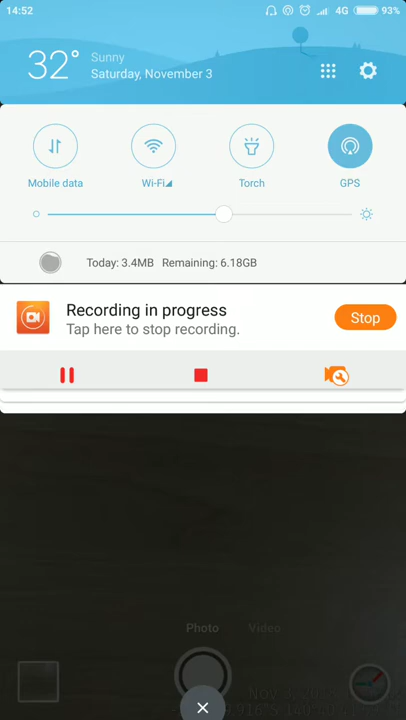 14:52
4G 93%
32° Sunny
Saturday, November 3
Mobile data Wi-Fi Torch GPS
Today: 3.4MB Remaining: 6.18GB
Recording in progress
Tap here to stop recording.
Stop
Photo Video